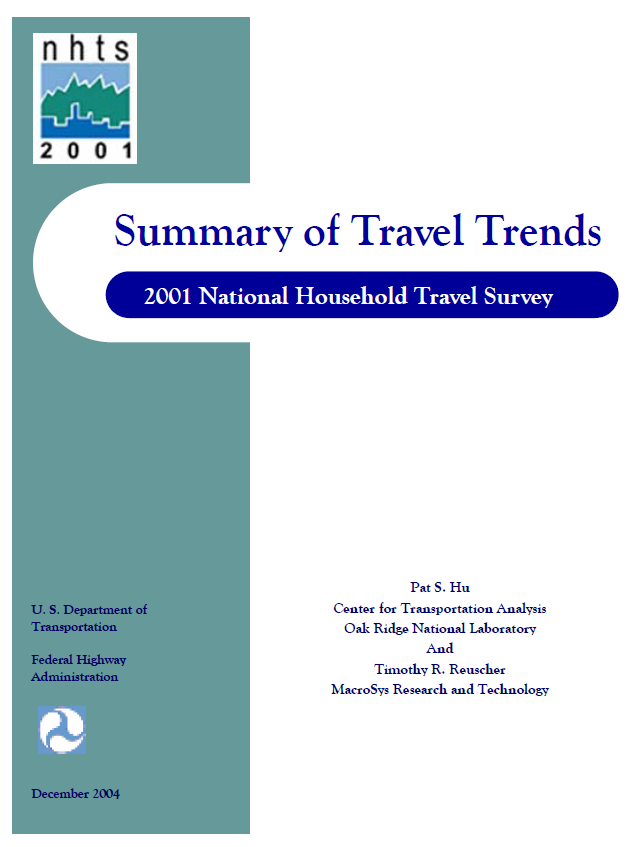 nhts
2001
Summary of Travel Trends
2001 National Household Travel Survey
Pat S. Hu
Center for Transportation Analysis
Oak Ridge National Laboratory
And
Timothy R. Reuscher
MacroSys Research and Technology
U. S. Department of
Transportation
Federal Highway
Administration
December 2004